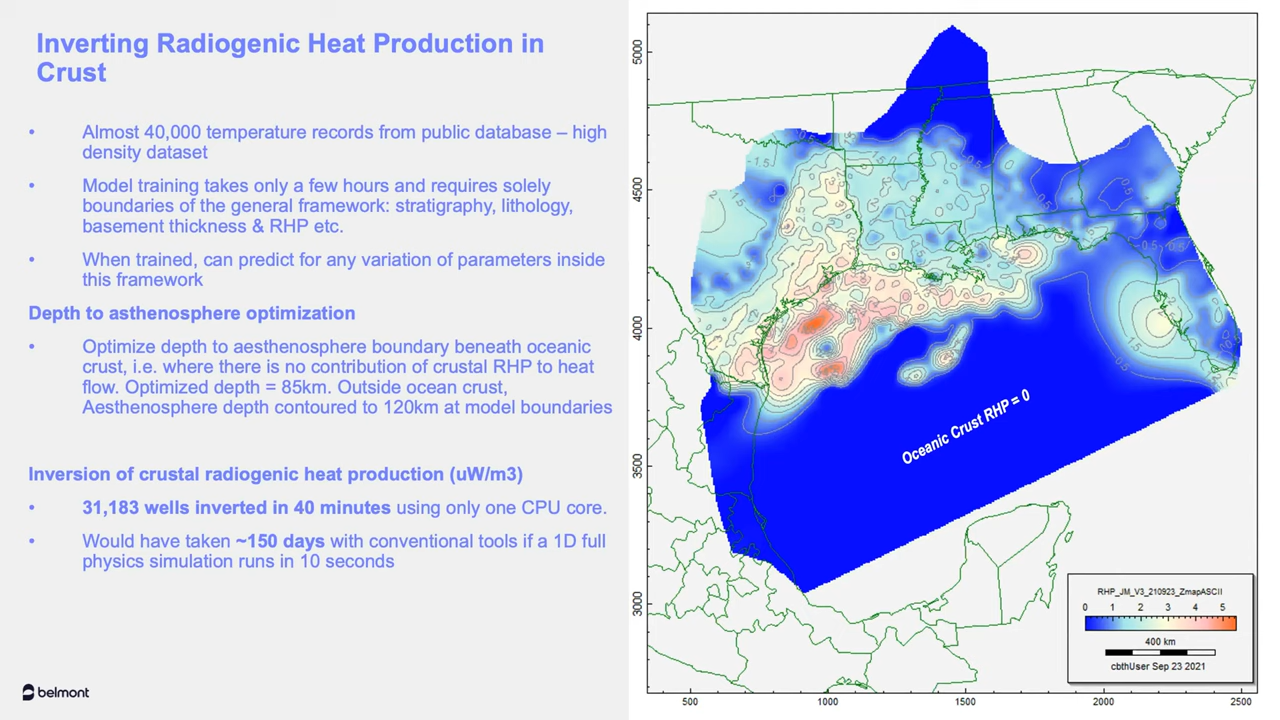 Inverting Radiogenic Heat Production in
Crust
• Almost 40,000 temperature records from public database – high
density dataset
• Model training takes only a few hours and requires solely
boundaries of the general framework: stratigraphy, lithology,
basement thickness & RHP etc.
• When trained, can predict for any variation of parameters inside
this framework
Depth to asthenosphere optimization
• Optimize depth to aesthenosphere boundary beneath oceanic
crust, i.e. where there is no contribution of crustal RHP to heat
flow. Optimized depth = 85km. Outside ocean crust,
Aesthenosphere depth contoured to 120km at model boundaries
Inversion of crustal radiogenic heat production (uW/m3)
• 31,183 wells inverted in 40 minutes using only one CPU core.
• Would have taken ~150 days with conventional tools if a 1D full
physics simulation runs in 10 seconds
belmont
5000
4500
4000
3500
3000
500 1000 1500 2000 2500
Oceanic Crust RHP = 0
RHP_JM_V3_210923_ZmapASCII
0 1 2 3 4 5
400 km
cbthUser Sep 23 2021